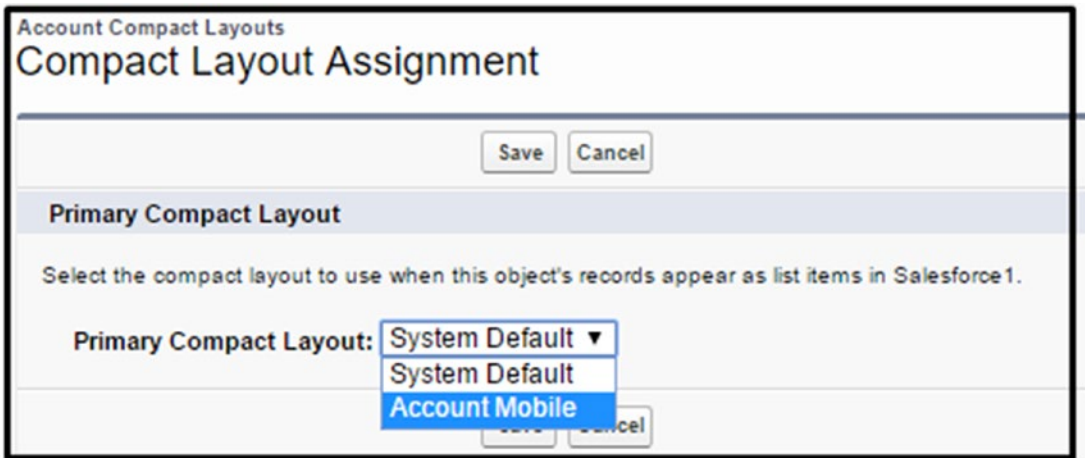 Account Compact Layouts
Compact Layout Assignment
Save Cancel
Primary Compact Layout
Select the compact layout to use when this object's records appear as list items in Salesforce1.
Primary Compact Layout: System Default ▼
System Default
Account Mobile
Save Cancel